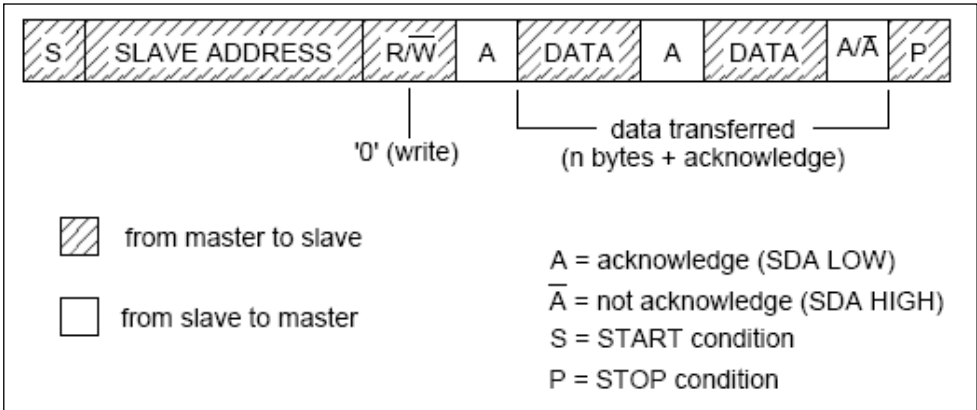 S SLAVE ADDRESS R/W̅ A DATA A DATA A/A̅ P
'0' (write)
data transferred
(n bytes + acknowledge)
from master to slave
from slave to master
A = acknowledge (SDA LOW)
A̅ = not acknowledge (SDA HIGH)
S = START condition
P = STOP condition